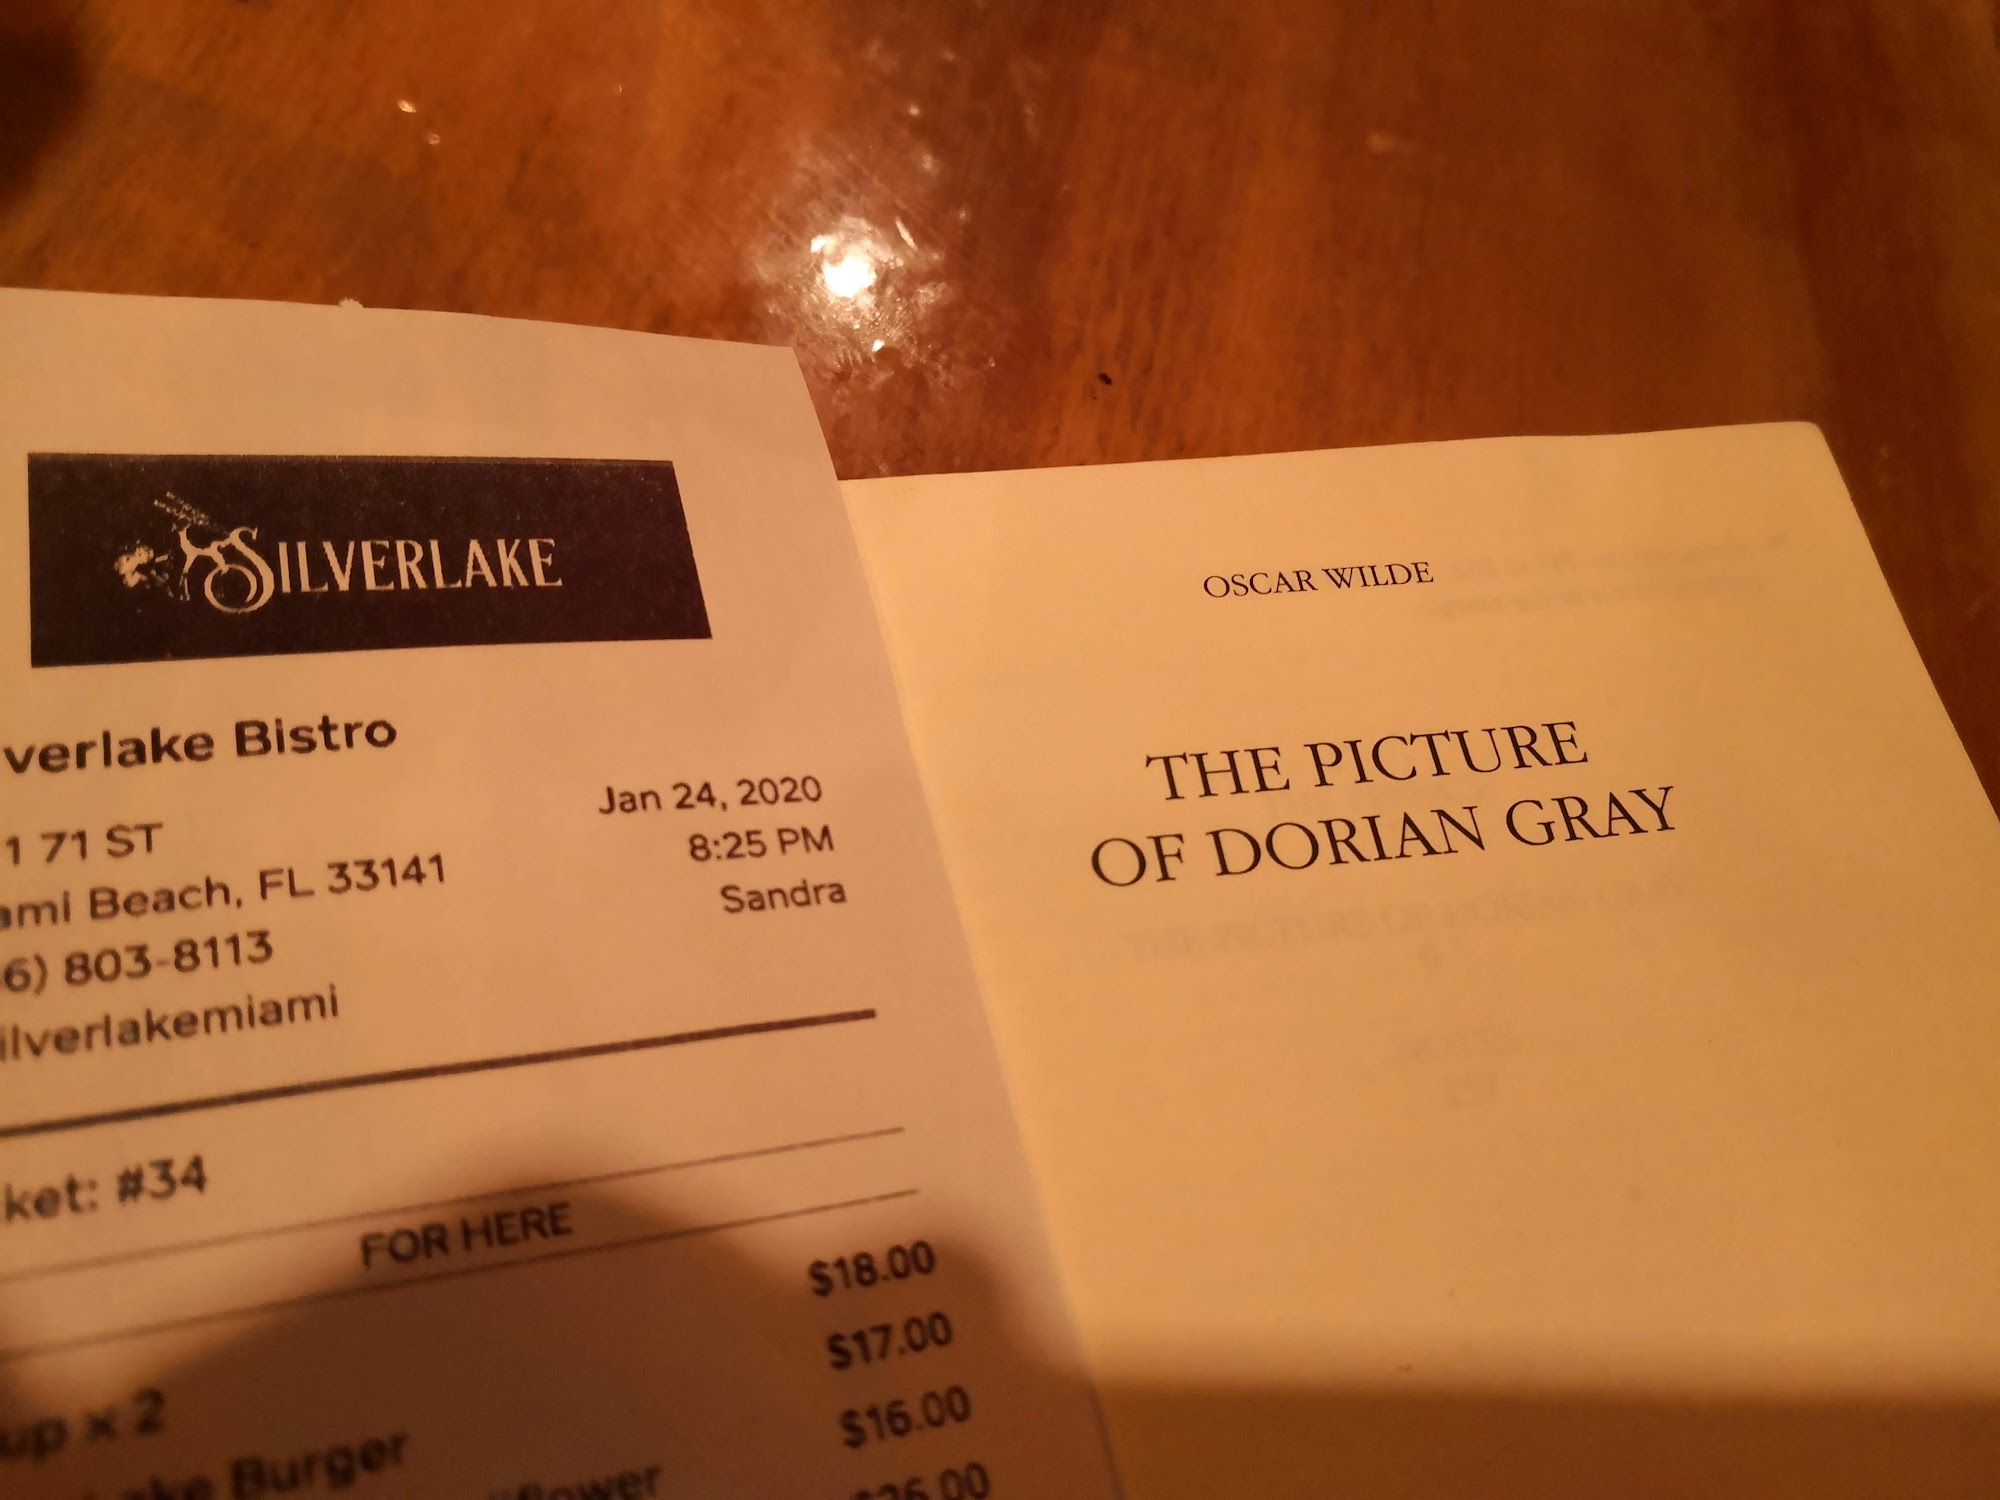 SILVERLAKE
verlake Bistro
1 71 ST
ami Beach, FL 33141
6) 803-8113
ilverlakemiami
Jan 24, 2020
8:25 PM
Sandra
ket: #34
FOR HERE
$18.00
$17.00
up x 2
$16.00
ake Burger
flower
OSCAR WILDE
THE PICTURE
OF DORIAN GRAY